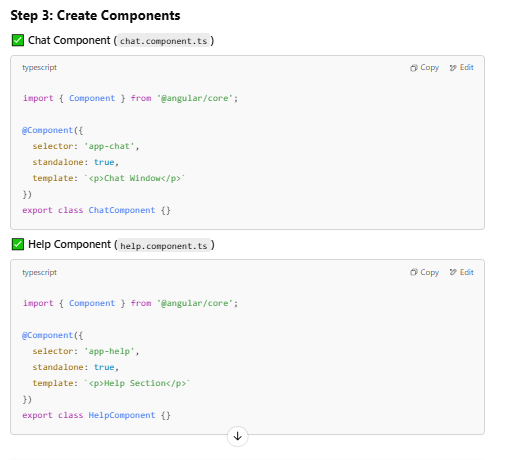 Step 3: Create Components
✅ Chat Component ( chat.component.ts )
typescript
Copy
Edit
import { Component } from '@angular/core';
@Component({
  selector: 'app-chat',
  standalone: true,
  template: `<p>Chat Window</p>`
})
export class ChatComponent {}
✅ Help Component ( help.component.ts )
typescript
Copy
Edit
import { Component } from '@angular/core';
@Component({
  selector: 'app-help',
  standalone: true,
  template: `<p>Help Section</p>`
})
export class HelpComponent {}